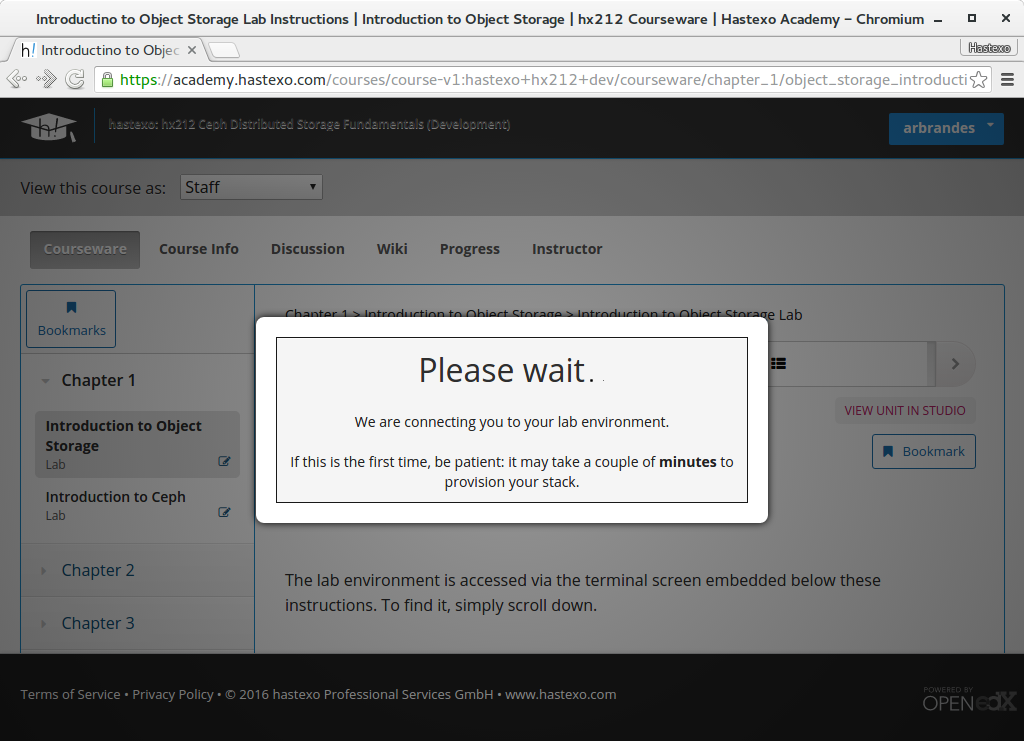 Introductino to Object Storage Lab Instructions | Introduction to Object Storage | hx212 Courseware | Hastexo Academy – Chromium
h! Introductino to Objec
Hastexo
https://academy.hastexo.com/courses/course-v1:hastexo+hx212+dev/courseware/chapter_1/object_storage_introducti
h!
hastexo: hx212 Ceph Distributed Storage Fundamentals (Development)
arbrandes
View this course as: Staff
Courseware Course Info Discussion Wiki Progress Instructor
Bookmarks
Chapter 1 > Introduction to Object Storage > Introduction to Object Storage Lab
Chapter 1
Introduction to Object
Storage
Lab
Introduction to Ceph
Lab
Chapter 2
Chapter 3
Please wait. .
We are connecting you to your lab environment.
If this is the first time, be patient: it may take a couple of minutes to
provision your stack.
VIEW UNIT IN STUDIO
Bookmark
The lab environment is accessed via the terminal screen embedded below these
instructions. To find it, simply scroll down.
Terms of Service • Privacy Policy • © 2016 hastexo Professional Services GmbH • www.hastexo.com
POWERED BY
OPEN edX